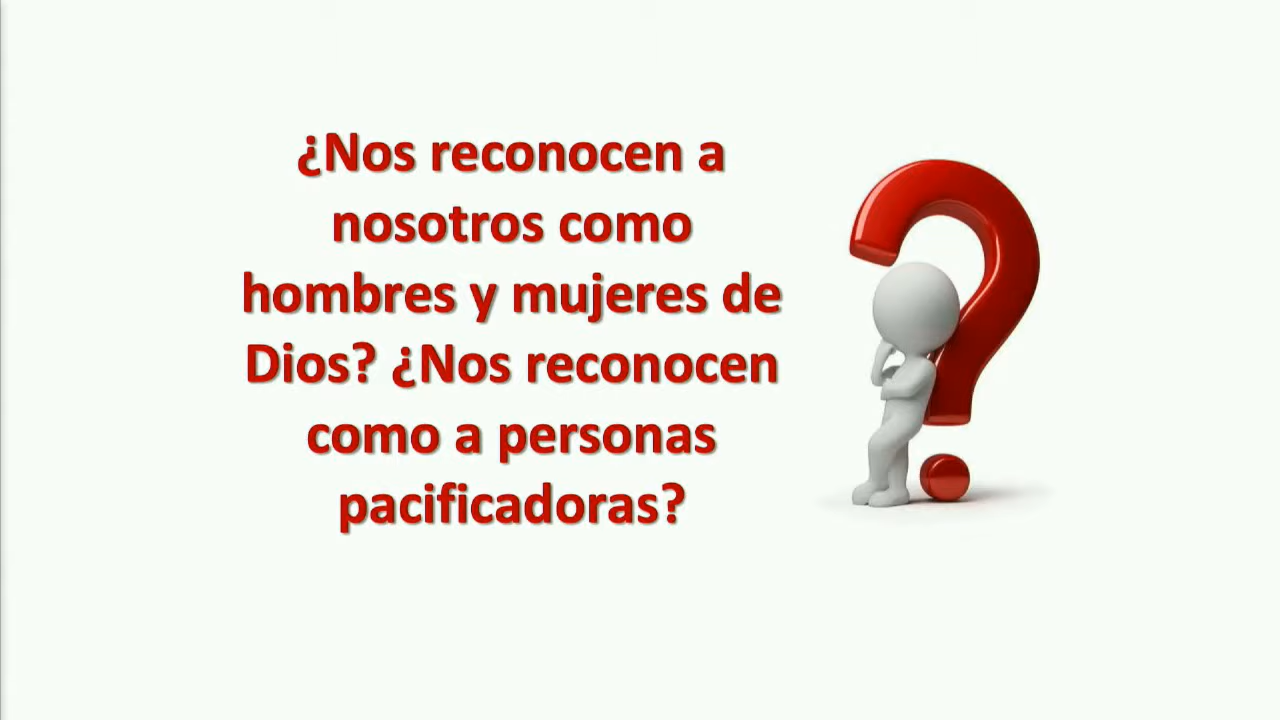 ¿Nos reconocen a
nosotros como
hombres y mujeres de
Dios? ¿Nos reconocen
como a personas
pacificadoras?